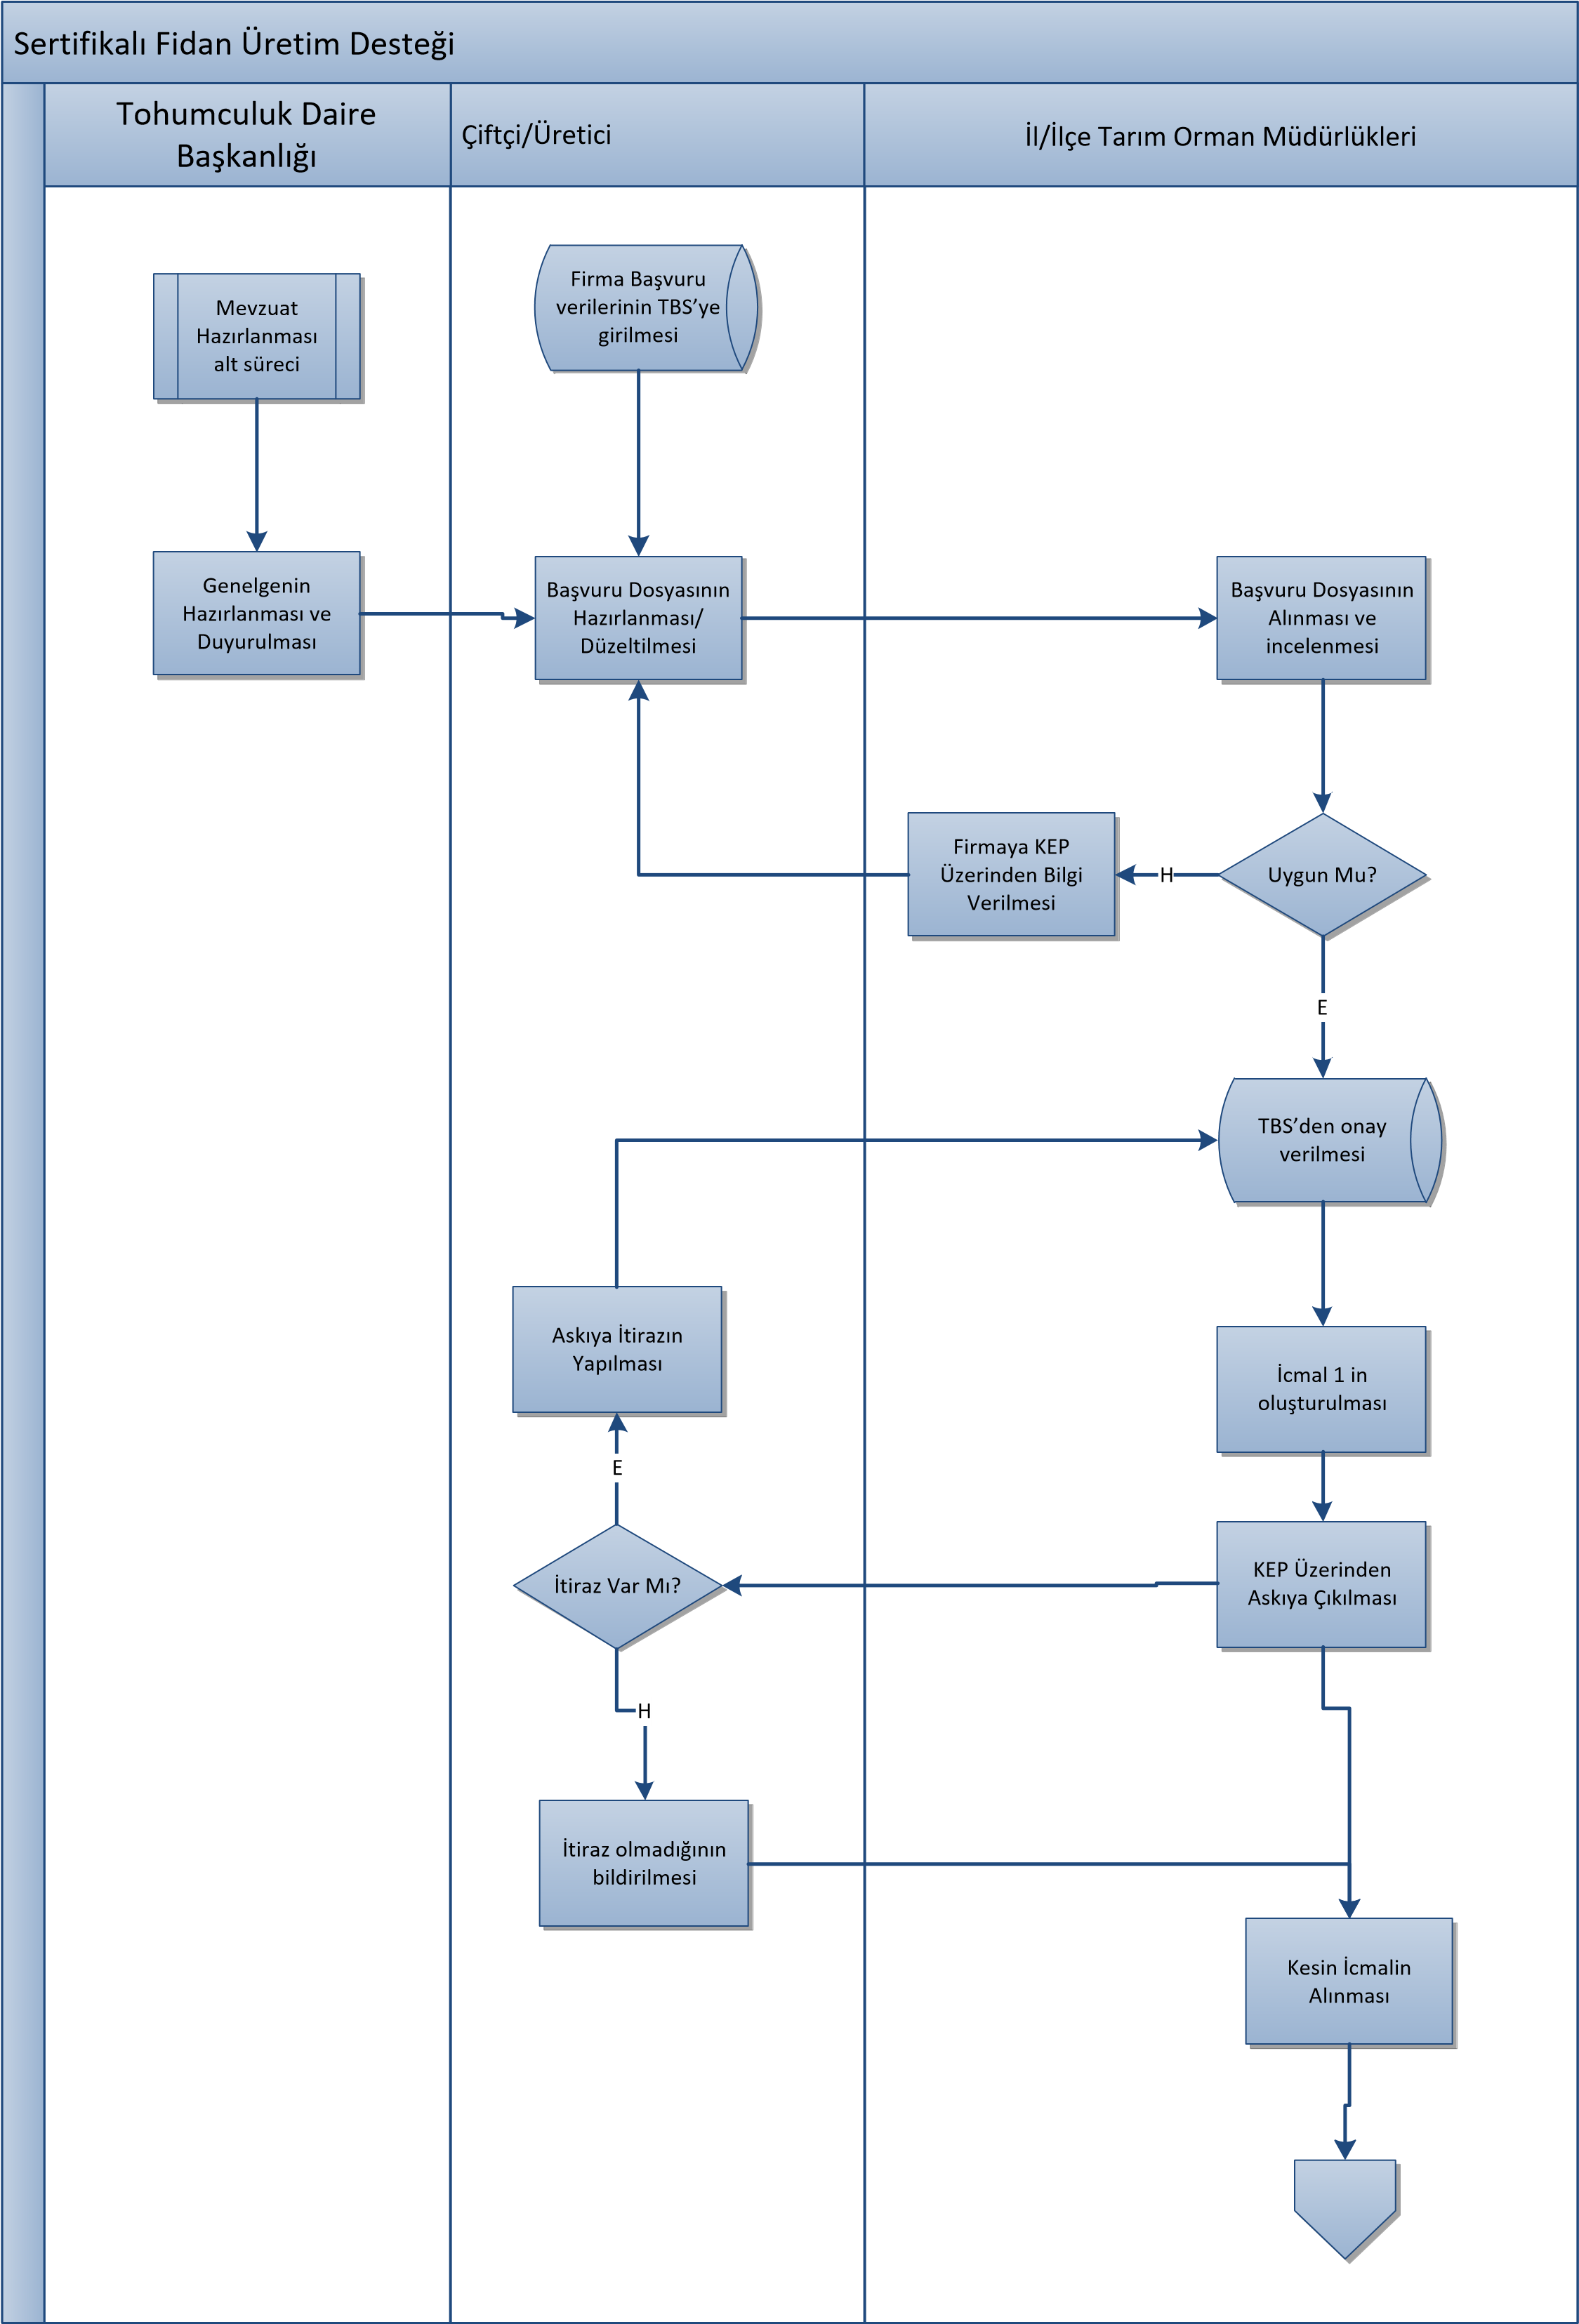 Sertifikalı Fidan Üretim Desteği
Tohumculuk Daire
Başkanlığı
Çiftçi/Üretici
İl/İlçe Tarım Orman Müdürlükleri
Mevzuat
Hazırlanması
alt süreci
Firma Başvuru
verilerinin TBS’ye
girilmesi
Genelgenin
Hazırlanması ve
Duyurulması
Başvuru Dosyasının
Hazırlanması/
Düzeltilmesi
Başvuru Dosyasının
Alınması ve
incelenmesi
Firmaya KEP
Üzerinden Bilgi
Verilmesi
H
Uygun Mu?
E
TBS’den onay
verilmesi
Askıya İtirazın
Yapılması
İcmal 1 in
oluşturulması
E
İtiraz Var Mı?
KEP Üzerinden
Askıya Çıkılması
H
İtiraz olmadığının
bildirilmesi
Kesin İcmalin
Alınması